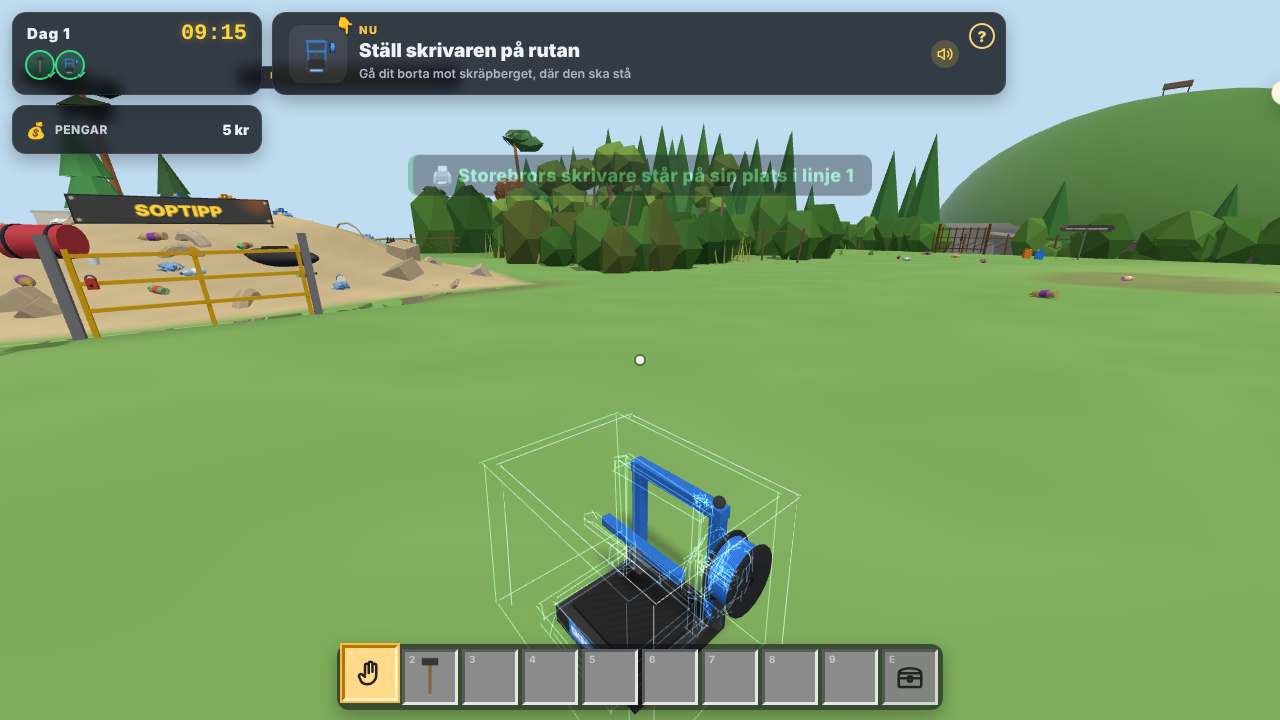 Dag 1
09:15
NU
Ställ skrivaren på rutan
Gå dit borta mot skräpberget, där den ska stå
?
PENGAR
5 kr
Storebrors skrivare står på sin plats i linje 1
SOPTIPP
1 2 3 4 5 6 7 8 9 E